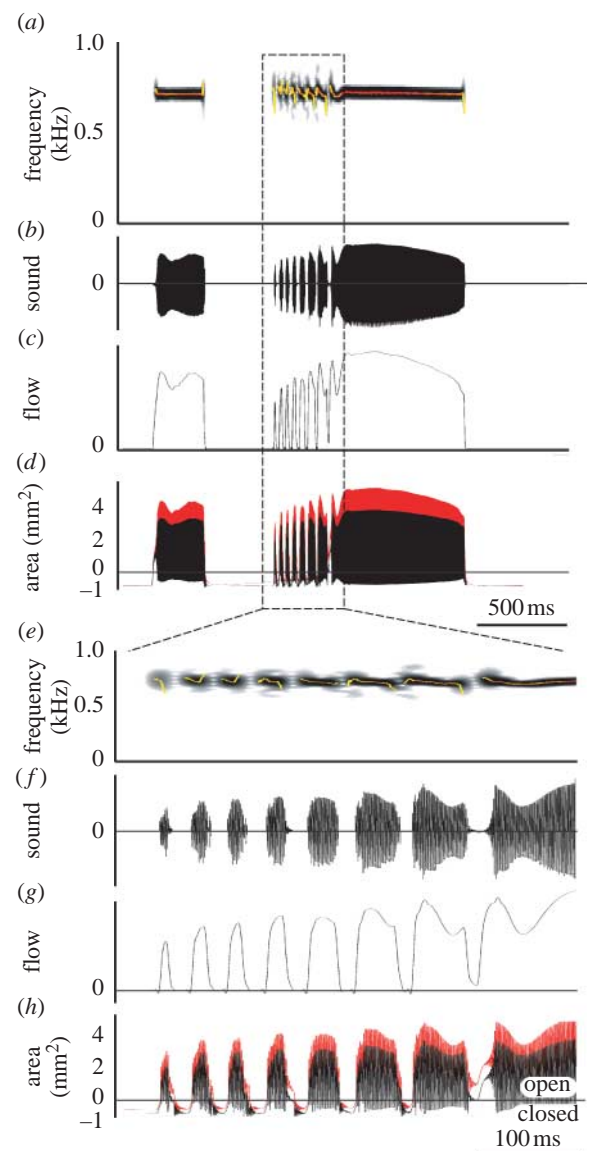 (a)
1.0
0.5
0
frequency
(kHz)
(b)
sound
0
(c)
flow
0
(d)
area (mm²)
4
2
0
–1
500 ms
(e)
frequency
(kHz)
1.0
0.5
0
(f)
sound
0
(g)
flow
0
(h)
area
(mm²)
4
2
0
–1
open
closed
100 ms